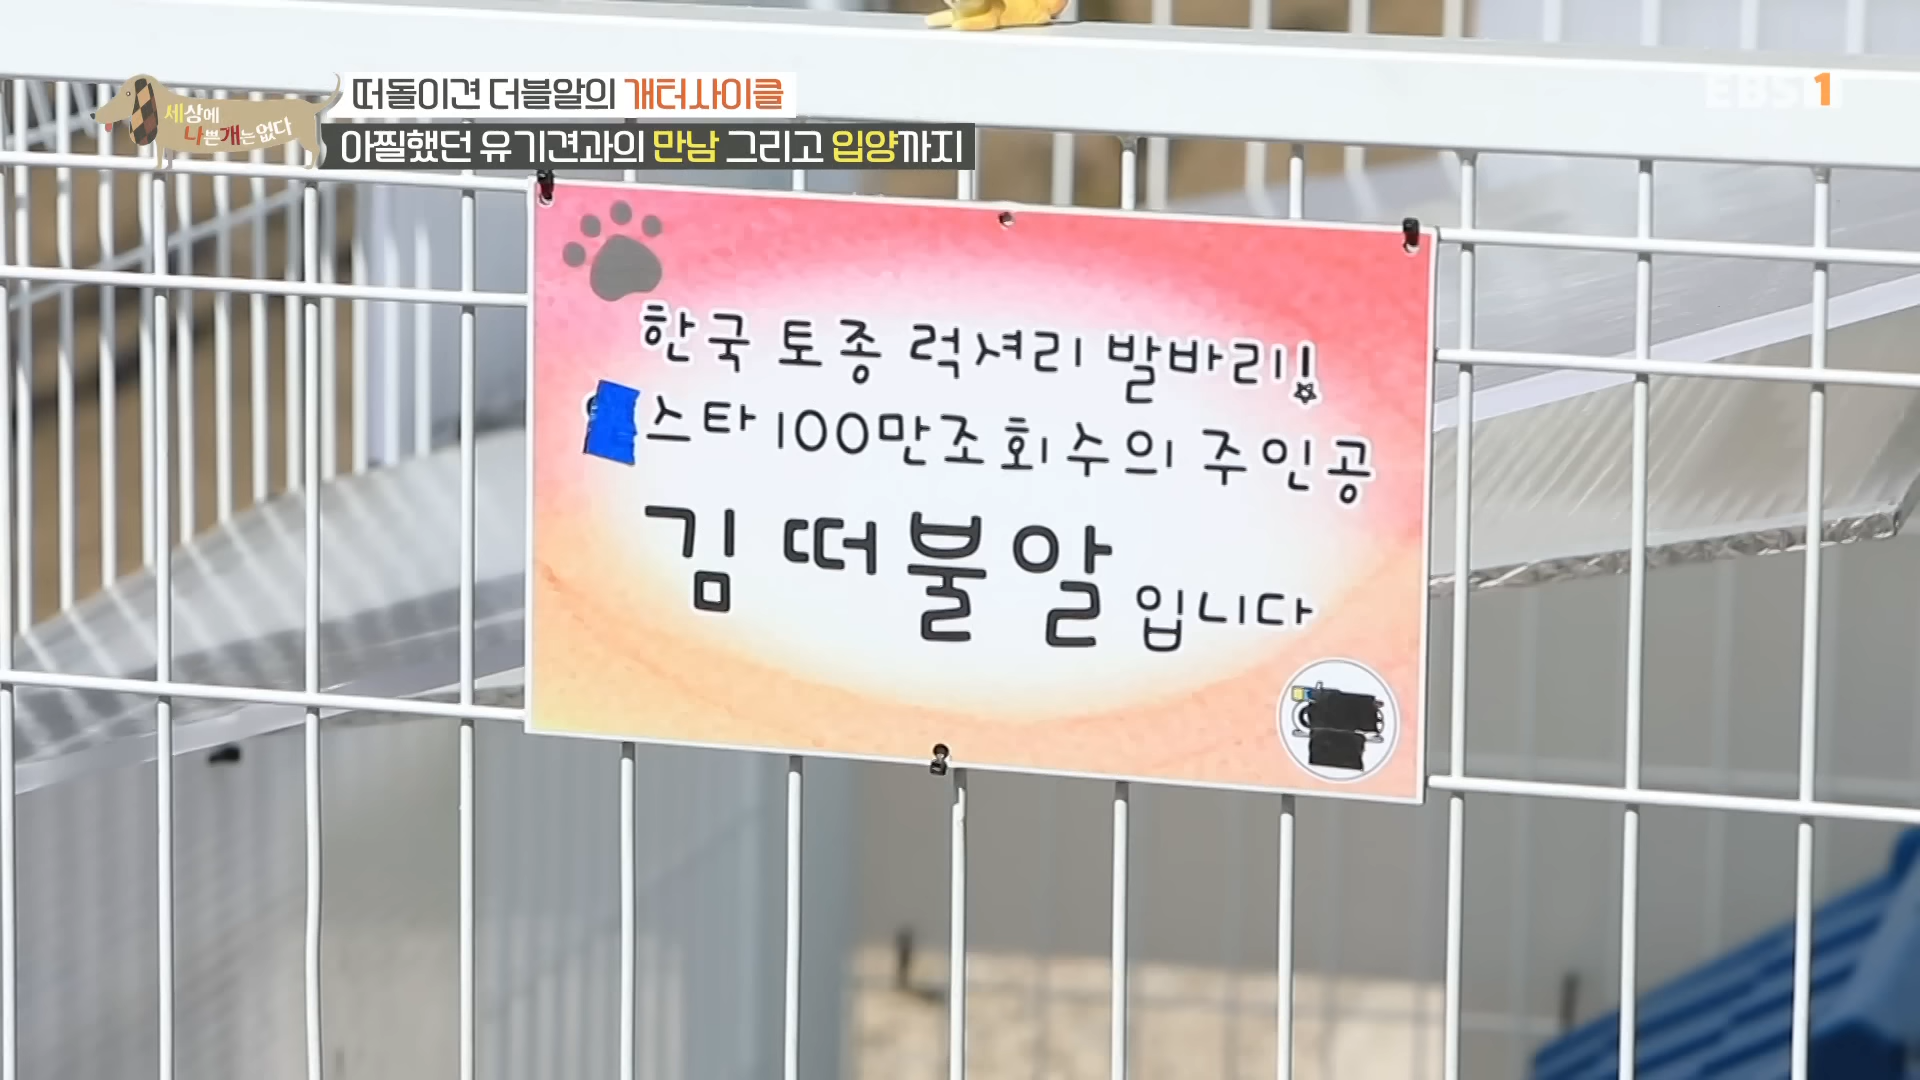 세상에
나쁜 개는 없다
떠돌이견 더블알의 개터사이클
아찔했던 유기견과의 만남 그리고 입양까지
EBS 1
한국 토종 럭셔리 발바리!
스타 100만조회수의 주인공
김 떠불알 입니다